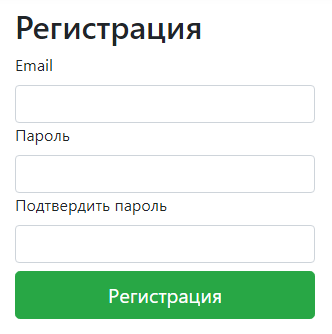 Регистрация
Email
Пароль
Подтвердить пароль
Регистрация